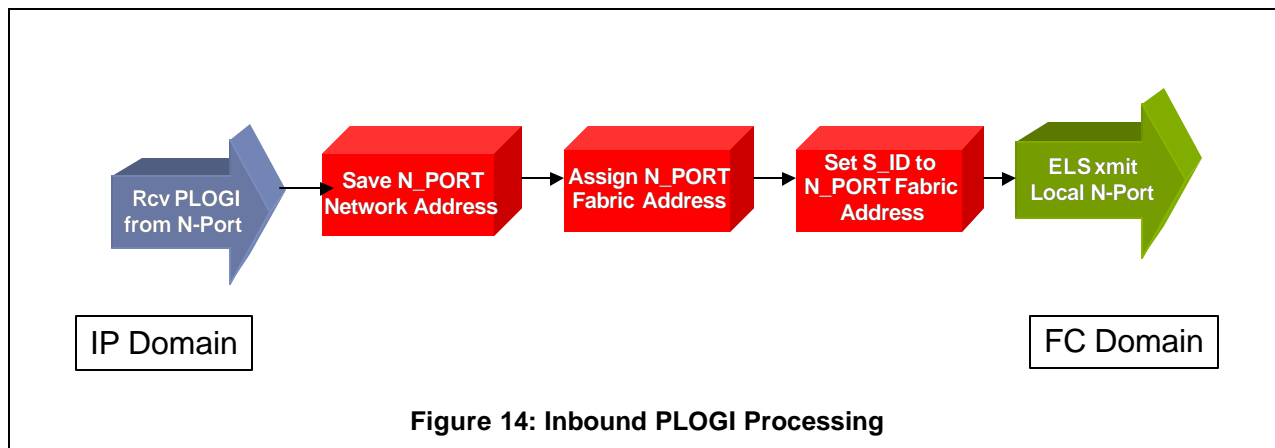 Rcv PLOGI
from N-Port
Save N_PORT
Network Address
Assign N_PORT
Fabric Address
Set S_ID to
N_PORT Fabric
Address
ELS xmit
Local N-Port
IP Domain
FC Domain
Figure 14: Inbound PLOGI Processing